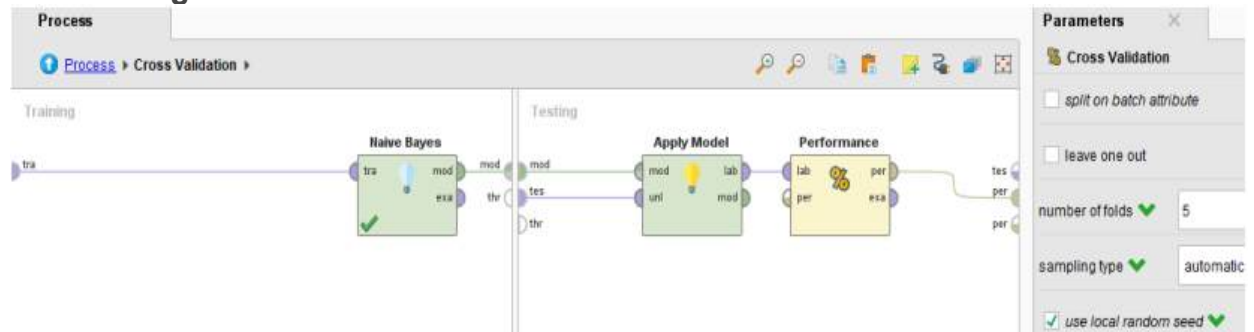 Process
Process ▸ Cross Validation ▸
Training
tra
Naive Bayes
tra mod
exa
mod
thr
Testing
mod
tes
thr
Apply Model
mod lab
unl mod
Performance
lab per
per exa
tes
per
per
Parameters
Cross Validation
split on batch attribute
leave one out
number of folds 5
sampling type automatic
use local random seed